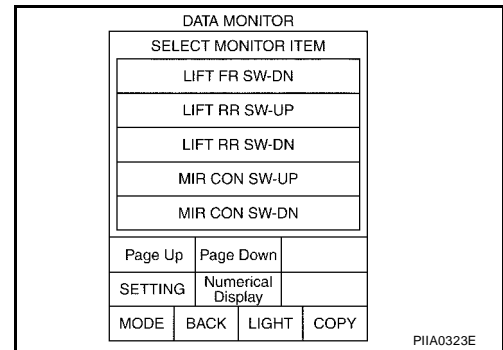 DATA MONITOR
SELECT MONITOR ITEM
LIFT FR SW-DN
LIFT RR SW-UP
LIFT RR SW-DN
MIR CON SW-UP
MIR CON SW-DN
Page Up Page Down
SETTING Numerical
Display
MODE BACK LIGHT COPY
PIIA0323E